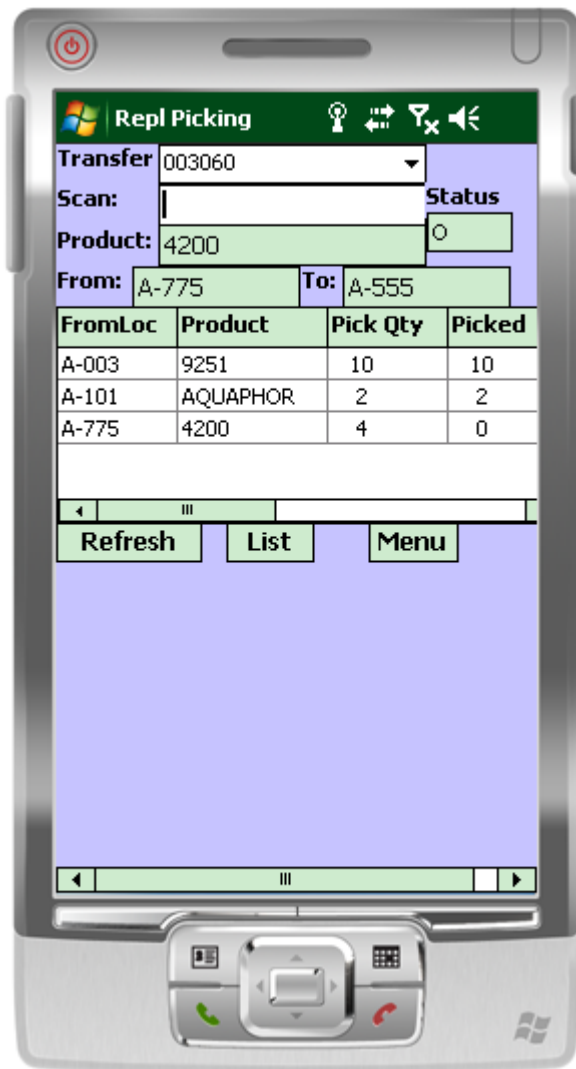 Repl Picking
Transfer 003060
Scan:
Status
Product: 4200
O
From: A-775 To: A-555
FromLoc Product Pick Qty Picked
A-003 9251 10 10
A-101 AQUAPHOR 2 2
A-775 4200 4 0
Refresh List Menu